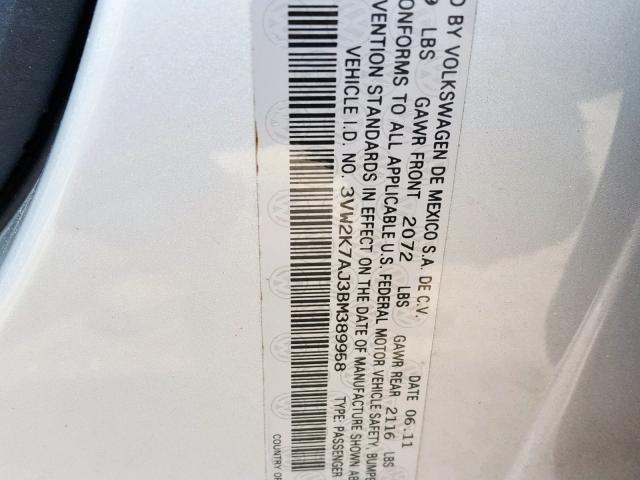 D BY VOLKSWAGEN DE MEXICO S.A. DE C.V.
DATE 06.11
9 LBS GAWR FRONT 2072 LBS GAWR REAR 2116 LBS
CONFORMS TO ALL APPLICABLE U.S. FEDERAL MOTOR VEHICLE SAFETY, BUMPE
VENTION STANDARDS IN EFFECT ON THE DATE OF MANUFACTURE SHOWN AB
VEHICLE I.D. NO. 3VW2K7AJ3BM389958 TYPE: PASSENGER
COUNTRY OF